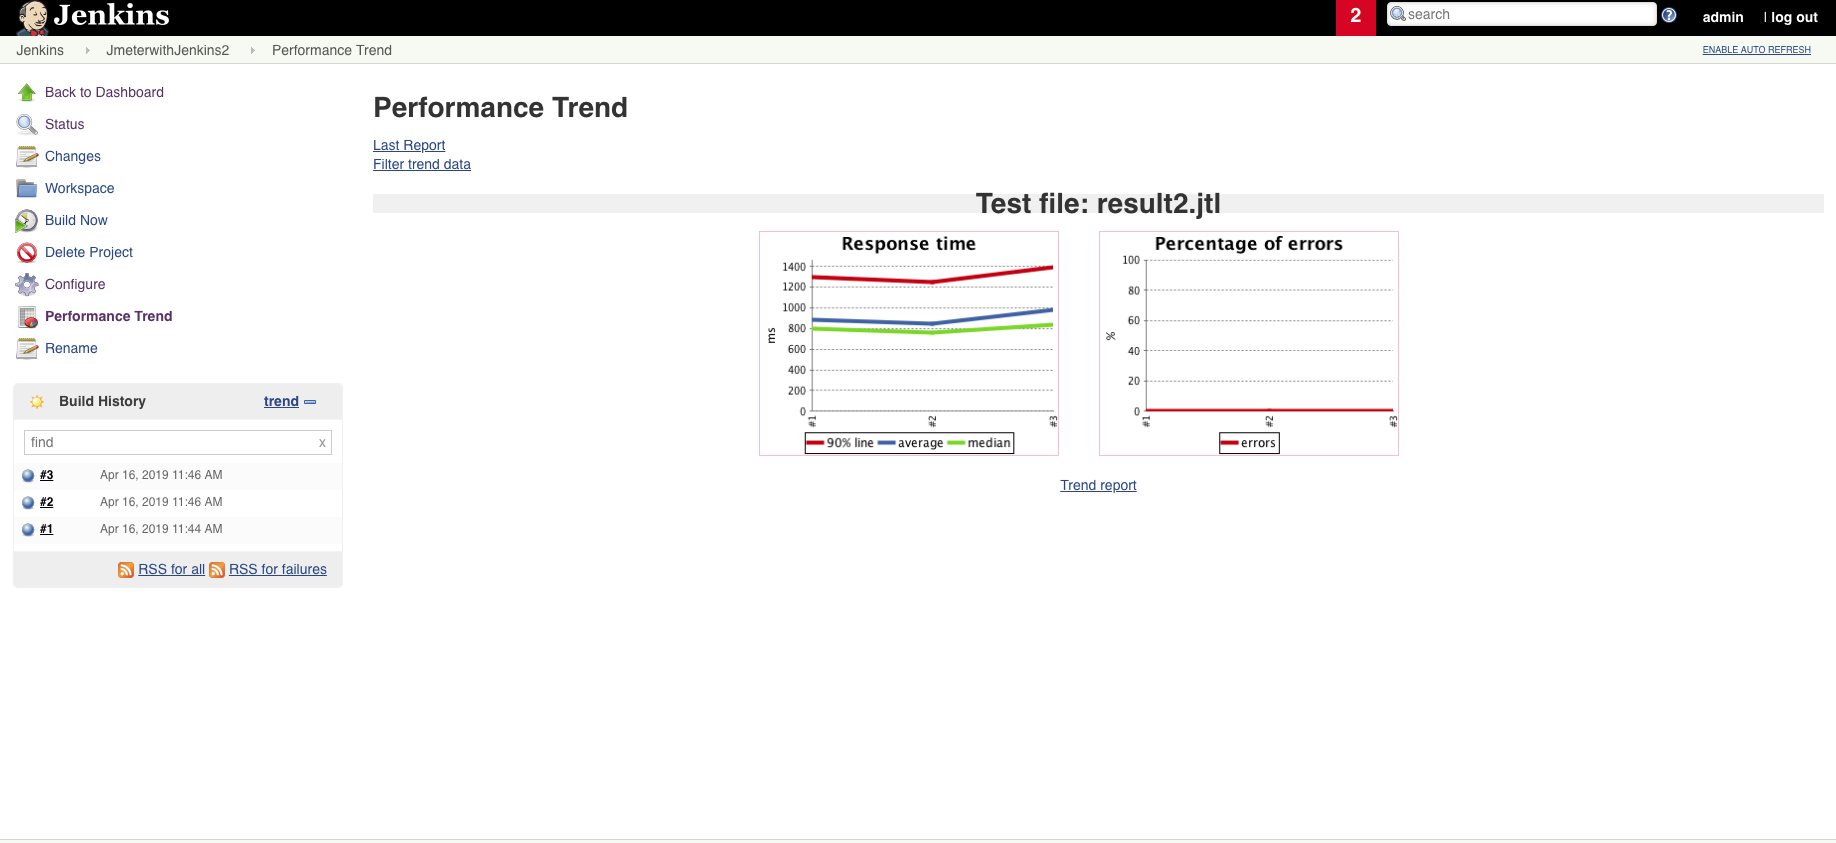 Jenkins
2
search
?
admin
| log out
Jenkins
JmeterwithJenkins2
Performance Trend
ENABLE AUTO REFRESH
Back to Dashboard
Status
Changes
Workspace
Build Now
Delete Project
Configure
Performance Trend
Rename
Build History
trend
find
x
#3 Apr 16, 2019 11:46 AM
#2 Apr 16, 2019 11:46 AM
#1 Apr 16, 2019 11:44 AM
RSS for all RSS for failures
Performance Trend
Last Report
Filter trend data
Test file: result2.jtl
Response time
1400
1200
1000
800
600
400
200
0
ms
#1
#2
#3
90% line average median
Percentage of errors
100
80
60
40
20
0
%
#1
#2
#3
errors
Trend report